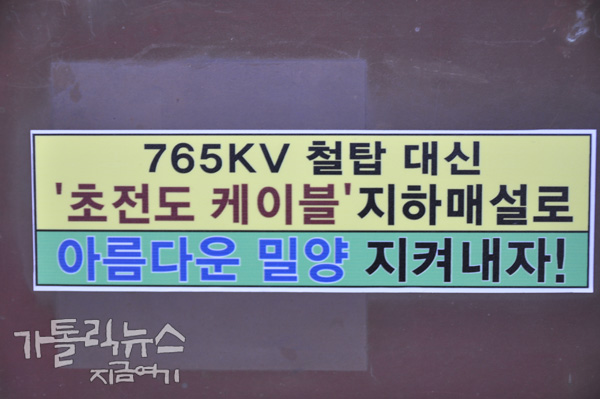 765KV 철탑 대신
'초전도 케이블'지하매설로
아름다운 밀양 지켜내자!
가톨릭뉴스
지금여기